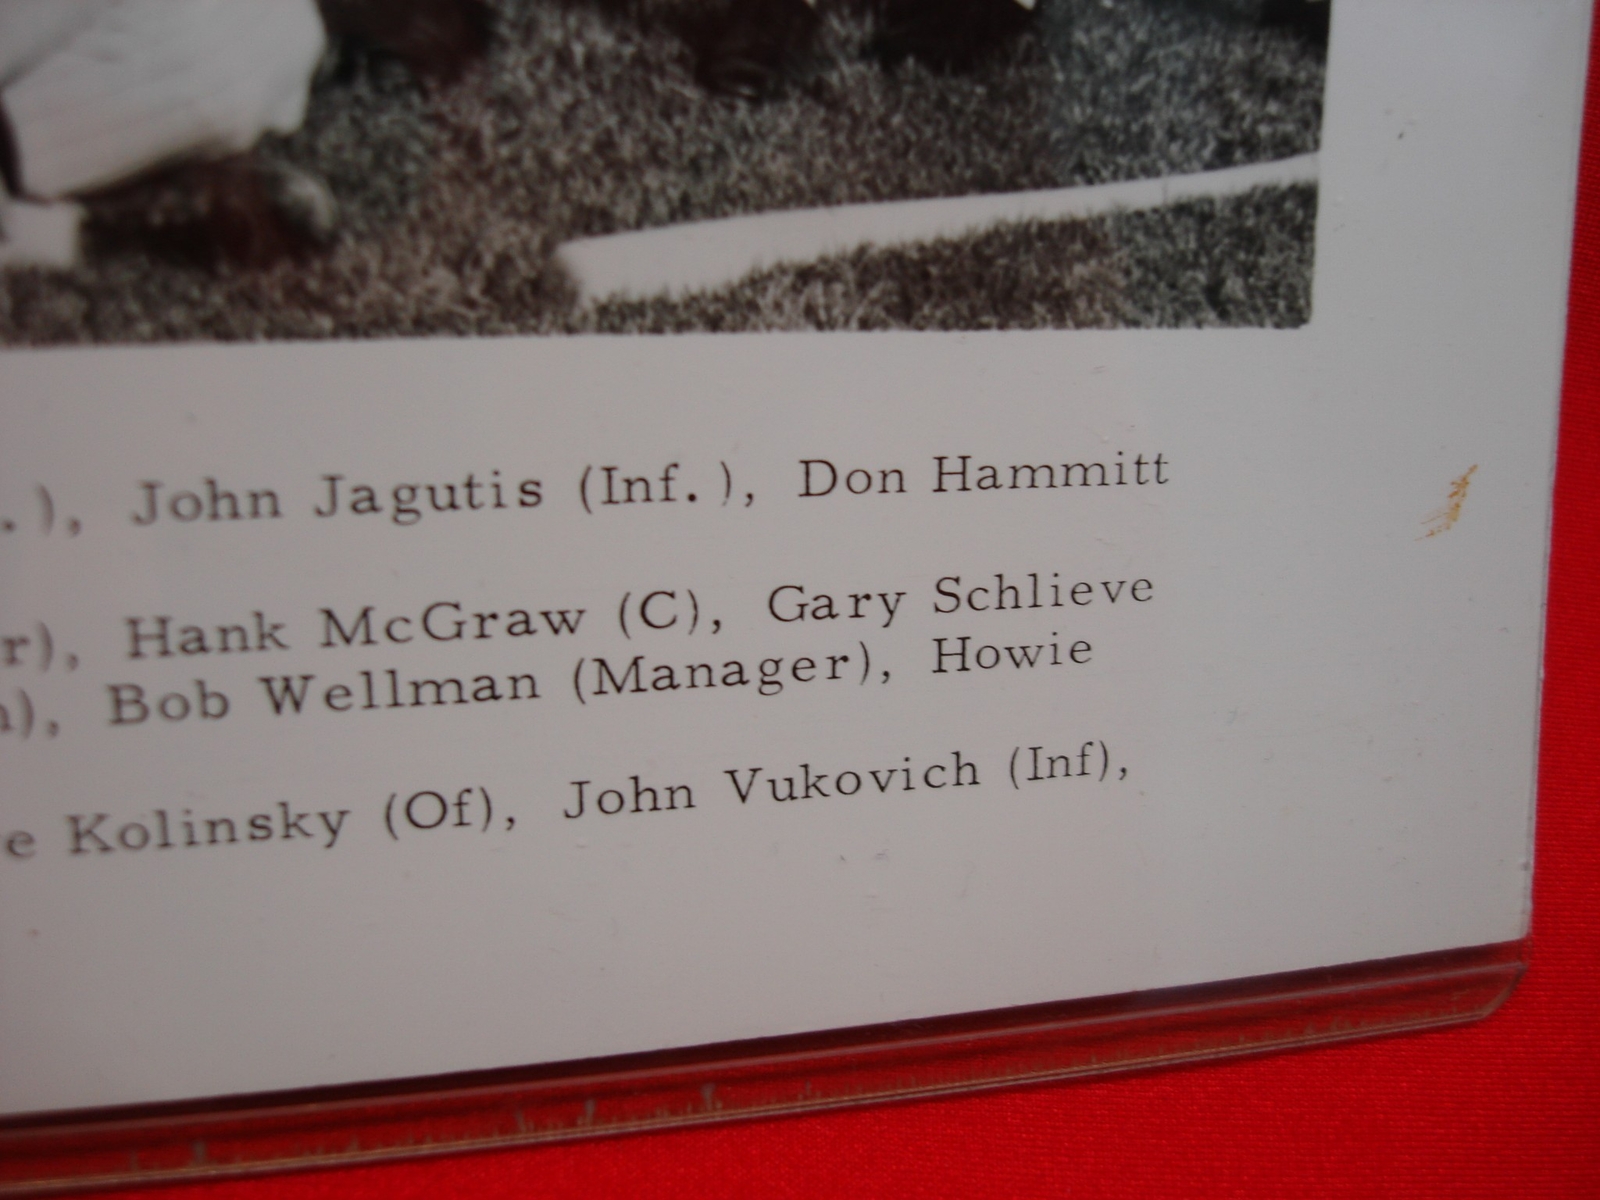 .), John Jagutis (Inf.), Don Hammitt
r), Hank McGraw (C), Gary Schlieve
), Bob Wellman (Manager), Howie
e Kolinsky (Of), John Vukovich (Inf),